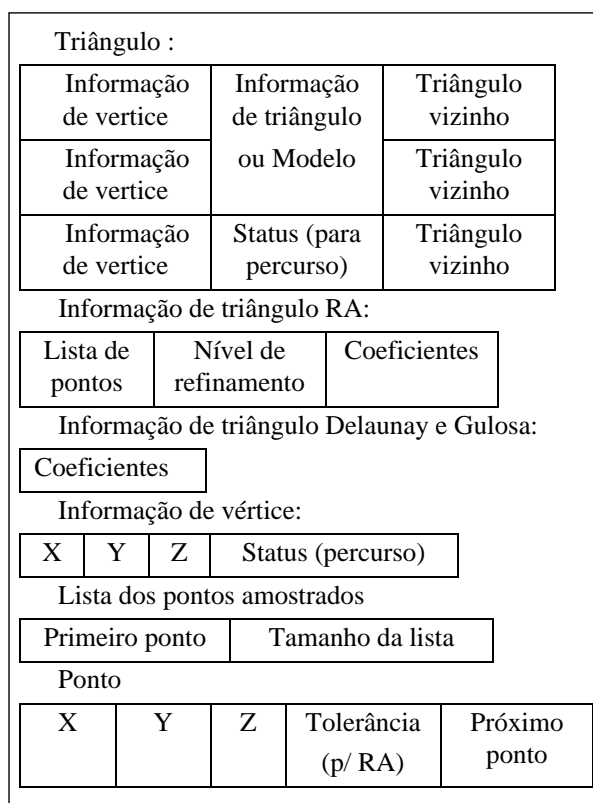 Triângulo :
Informação de vertice
Informação de triângulo ou Modelo
Triângulo vizinho
Informação de vertice
Triângulo vizinho
Informação de vertice
Status (para percurso)
Triângulo vizinho
Informação de triângulo RA:
Lista de pontos
Nível de refinamento
Coeficientes
Informação de triângulo Delaunay e Gulosa:
Coeficientes
Informação de vértice:
X Y Z Status (percurso)
Lista dos pontos amostrados
Primeiro ponto Tamanho da lista
Ponto
X Y Z Tolerância (p/ RA) Próximo ponto